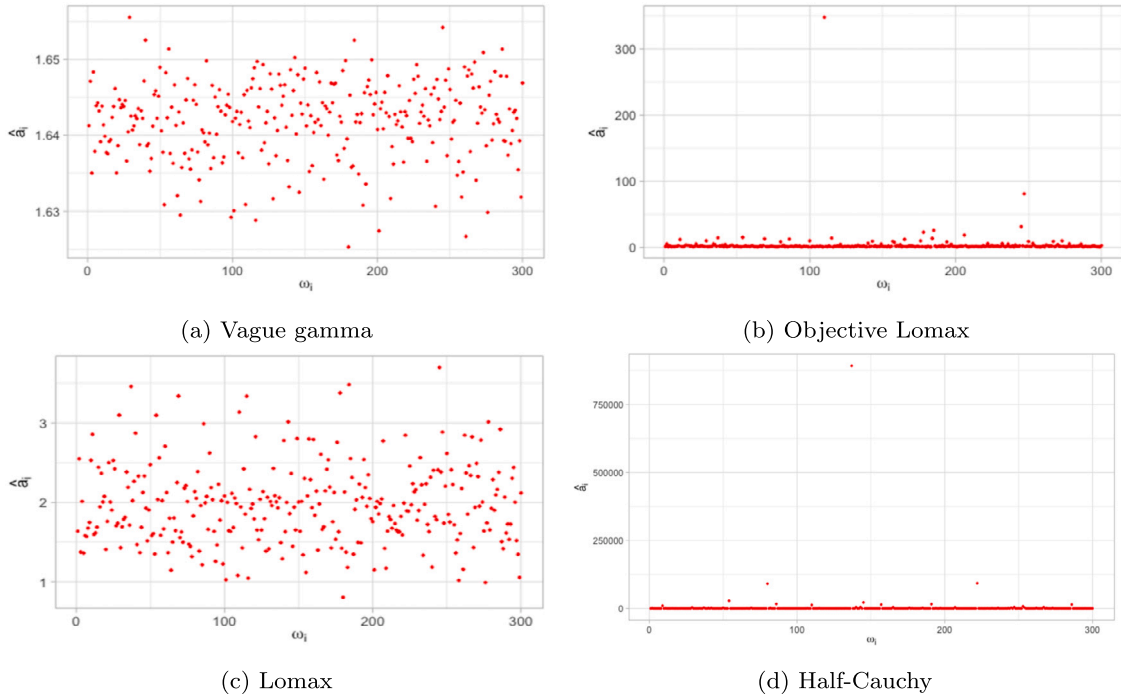 1.65
1.64
1.63
âᵢ
0 100 200 300
ωᵢ
(a) Vague gamma
350
300
200
100
0
âᵢ
0 100 200 300
ωᵢ
(b) Objective Lomax
3
2
1
âᵢ
0 100 200 300
ωᵢ
(c) Lomax
750000
500000
250000
0
âᵢ
0 100 200 300
ωᵢ
(d) Half-Cauchy